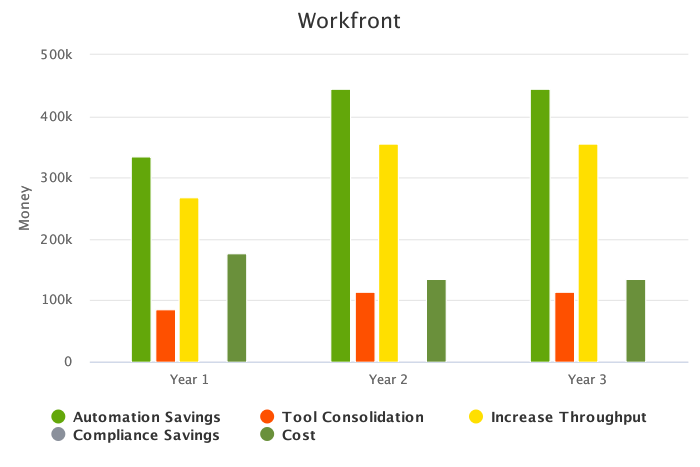 Workfront
500k
400k
300k
200k
100k
0
Money
Year 1 Year 2 Year 3
Automation Savings Tool Consolidation Increase Throughput
Compliance Savings Cost